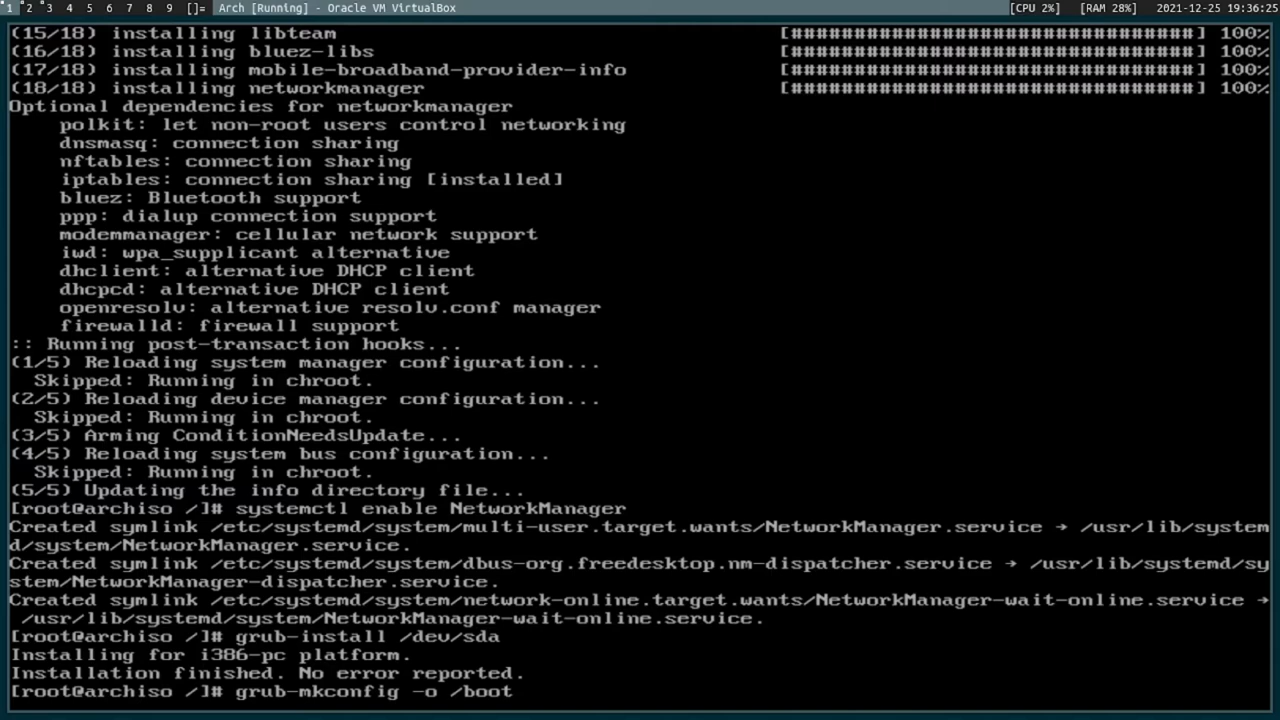 1 2 3 4 5 6 7 8 9 []= Arch [Running] - Oracle VM VirtualBox [CPU 2%] [RAM 28%] 2021-12-25 19:36:25
(15/18) installing libteam [################################] 100%
(16/18) installing bluez-libs [################################] 100%
(17/18) installing mobile-broadband-provider-info [################################] 100%
(18/18) installing networkmanager [################################] 100%
Optional dependencies for networkmanager
polkit: let non-root users control networking
dnsmasq: connection sharing
nftables: connection sharing
iptables: connection sharing [installed]
bluez: Bluetooth support
ppp: dialup connection support
modemmanager: cellular network support
iwd: wpa_supplicant alternative
dhclient: alternative DHCP client
dhcpcd: alternative DHCP client
openresolv: alternative resolv.conf manager
firewalld: firewall support
:: Running post-transaction hooks...
(1/5) Reloading system manager configuration...
Skipped: Running in chroot.
(2/5) Reloading device manager configuration...
Skipped: Running in chroot.
(3/5) Arming ConditionNeedsUpdate...
(4/5) Reloading system bus configuration...
Skipped: Running in chroot.
(5/5) Updating the info directory file...
[root@archiso /]# systemctl enable NetworkManager
Created symlink /etc/systemd/system/multi-user.target.wants/NetworkManager.service → /usr/lib/system
d/system/NetworkManager.service.
Created symlink /etc/systemd/system/dbus-org.freedesktop.nm-dispatcher.service → /usr/lib/systemd/sy
stem/NetworkManager-dispatcher.service.
Created symlink /etc/systemd/system/network-online.target.wants/NetworkManager-wait-online.service →
/usr/lib/systemd/system/NetworkManager-wait-online.service.
[root@archiso /]# grub-install /dev/sda
Installing for i386-pc platform.
Installation finished. No error reported.
[root@archiso /]# grub-mkconfig -o /boot